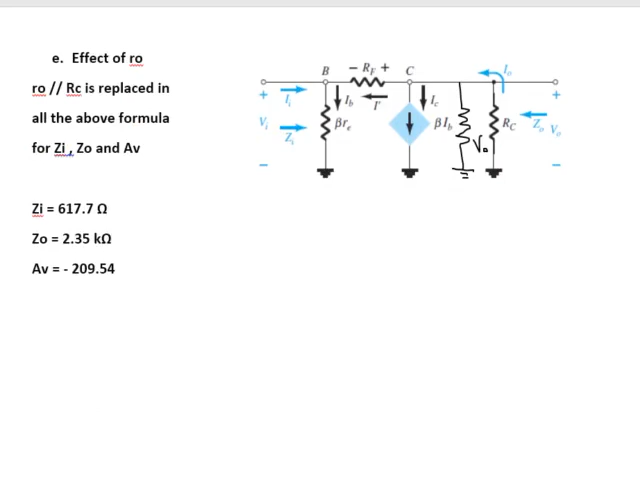 e. Effect of ro
ro // Rc is replaced in
all the above formula
for Zi , Zo and Av
Zi = 617.7 Ω
Zo = 2.35 kΩ
Av = - 209.54
B - RF + C Io
+ Ii Ib I' Ic +
Vi Zi βre βIb ro RC Zo Vo
- -